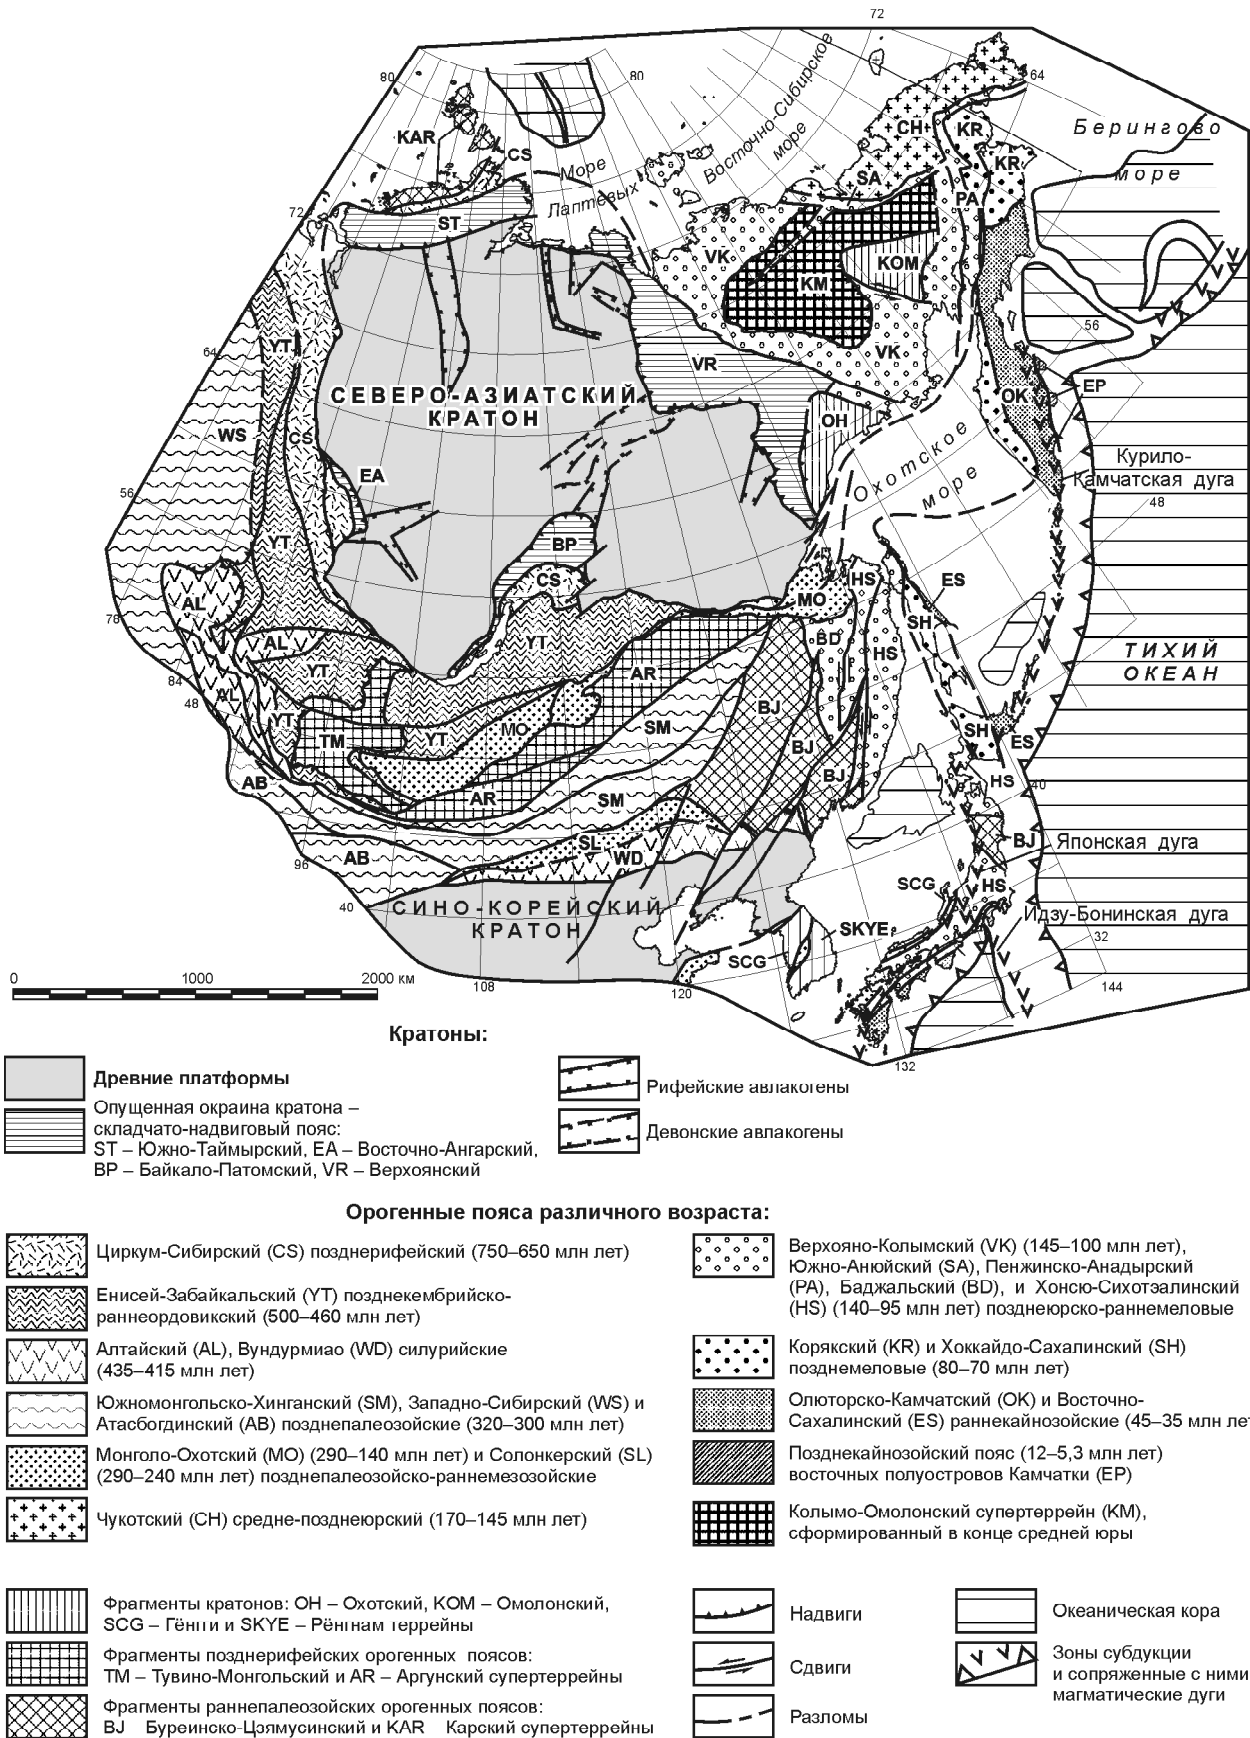 72
80
80
64
KAR
CS
CH
KR
KR
Берингово
море
Восточно-Сибирское
море
Море
Лаптевых
SA
PA
72
ST
VK
KOM
KM
YT
64
56
VR
VK
СЕВЕРО-АЗИАТСКИЙ
КРАТОН
OK
EP
WS
CS
OH
EA
Охотское
море
Курило-
Камчатская дуга
56
48
YT
BP
CS
HS
ES
AL
MO
SH
76
AL
YT
BD
HS
ТИХИЙ
ОКЕАН
YT
AR
84
AL
48
BJ
YT
MO
SM
TM
YT
SH
ES
BJ
AB
BJ
HS
40
AR
SM
BJ
SL
WD
Японская дуга
96
AB
SCG
HS
40
СИНО-КОРЕЙСКИЙ
КРАТОН
Идзу-Бонинская дуга
SKYE
32
SCG
0 1000 2000 км
108
120
144
132
Кратоны:
Древние платформы
Опущенная окраина кратона –
складчато-надвиговый пояс:
ST – Южно-Таймырский, EA – Восточно-Ангарский,
BP – Байкало-Патомский, VR – Верхоянский
Рифейские авлакогены
Девонские авлакогены
Орогенные пояса различного возраста:
Циркум-Сибирский (CS) позднерифейский (750–650 млн лет)
Енисей-Забайкальский (YT) позднекембрийско-
раннеордовикский (500–460 млн лет)
Алтайский (AL), Вундурмиао (WD) силурийские
(435–415 млн лет)
Южномонгольско-Хинганский (SM), Западно-Сибирский (WS) и
Атасбогдинский (AB) позднепалеозойские (320–300 млн лет)
Монголо-Охотский (MO) (290–140 млн лет) и Солонкерский (SL)
(290–240 млн лет) позднепалеозойско-раннемезозойские
Чукотский (CH) средне-позднеюрский (170–145 млн лет)
Верхояно-Колымский (VK) (145–100 млн лет),
Южно-Анюйский (SA), Пенжинско-Анадырский
(PA), Баджальский (BD), и Хонсю-Сихотэалинский
(HS) (140–95 млн лет) позднеюрско-раннемеловые
Корякский (KR) и Хоккайдо-Сахалинский (SH)
позднемеловые (80–70 млн лет)
Олюторско-Камчатский (OK) и Восточно-
Сахалинский (ES) раннекайнозойские (45–35 млн лет
Позднекайнозойский пояс (12–5,3 млн лет)
восточных полуостровов Камчатки (EP)
Колымо-Омолонский супертеррейн (KM),
сформированный в конце средней юры
Фрагменты кратонов: OH – Охотский, KOM – Омолонский,
SCG – Гёнгги и SKYE – Рёнгнам террейны
Фрагменты позднерифейских орогенных поясов:
TM – Тувино-Монгольский и AR – Аргунский супертеррейны
Фрагменты раннепалеозойских орогенных поясов:
BJ Буреинско-Цзямусинский и KAR Карский супертеррейны
Надвиги
Сдвиги
Разломы
Океаническая кора
Зоны субдукции
и сопряженные с ними
магматические дуги